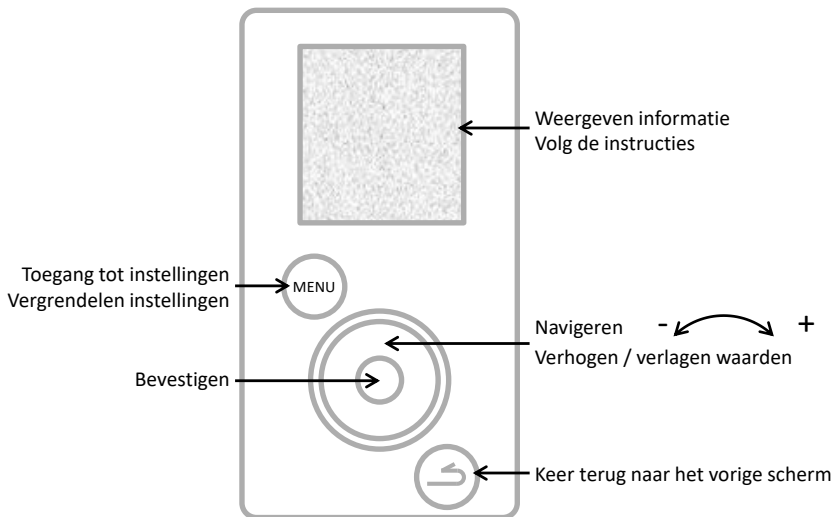 Weergeven informatie
Volg de instructies
Toegang tot instellingen
Vergrendelen instellingen
MENU
Navigeren - +
Verhogen / verlagen waarden
Bevestigen
Keer terug naar het vorige scherm